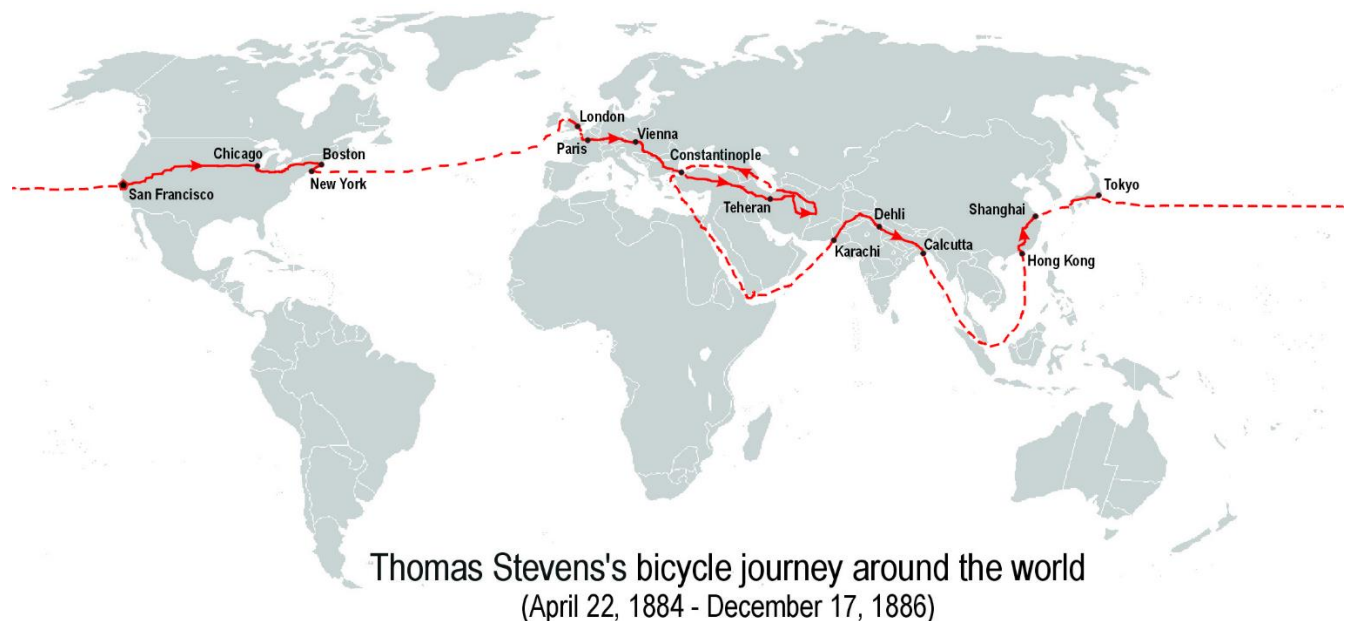 London
Vienna
Paris
Chicago
Boston
Constantinople
New York
San Francisco
Tokyo
Teheran
Dehli
Shanghai
Karachi
Calcutta
Hong Kong
Thomas Stevens's bicycle journey around the world
(April 22, 1884 - December 17, 1886)